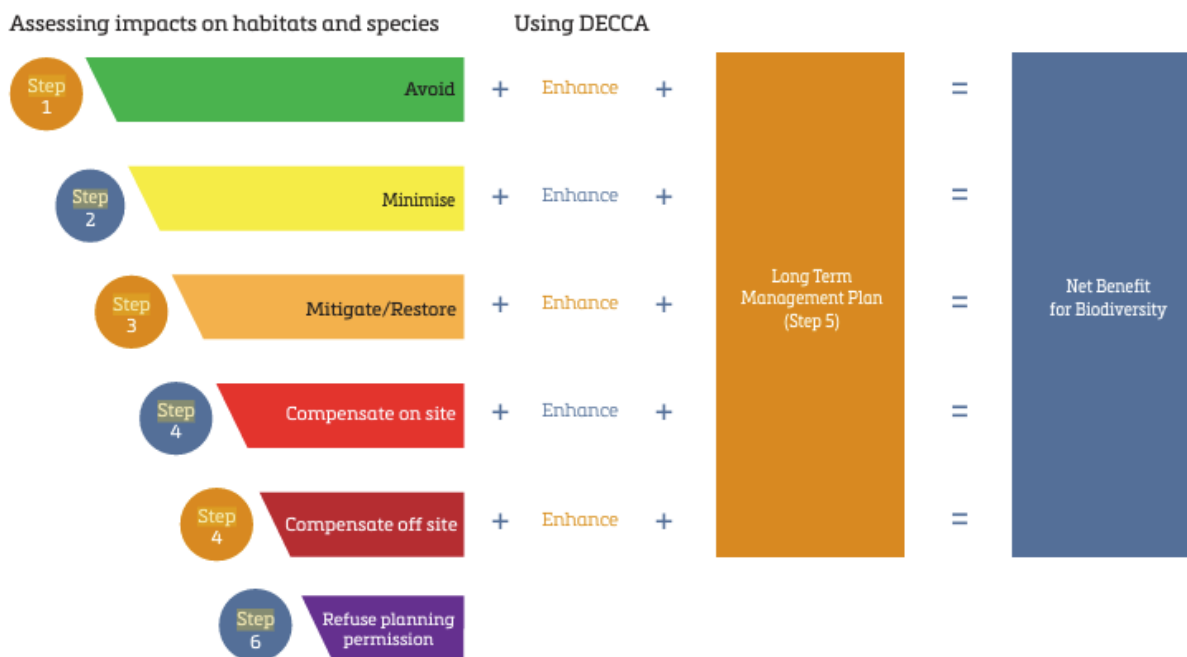 Assessing impacts on habitats and species
Using DECCA
Step
1
Avoid
+ Enhance + =
Step
2
Minimise
+ Enhance + =
Step
3
Mitigate/Restore
+ Enhance + =
Long Term
Management Plan
(Step 5)
Net Benefit
for Biodiversity
Step
4
Compensate on site
+ Enhance + =
Step
4
Compensate off site
+ Enhance + =
Step
6
Refuse planning
permission